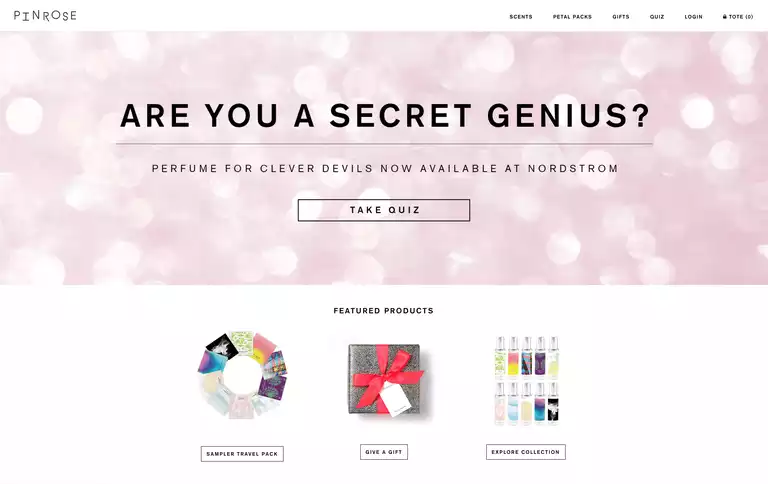 PINROSE
SCENTS PETAL PACKS GIFTS QUIZ LOGIN TOTE (0)
ARE YOU A SECRET GENIUS?
PERFUME FOR CLEVER DEVILS NOW AVAILABLE AT NORDSTROM
TAKE QUIZ
FEATURED PRODUCTS
SAMPLER TRAVEL PACK
GIVE A GIFT
EXPLORE COLLECTION